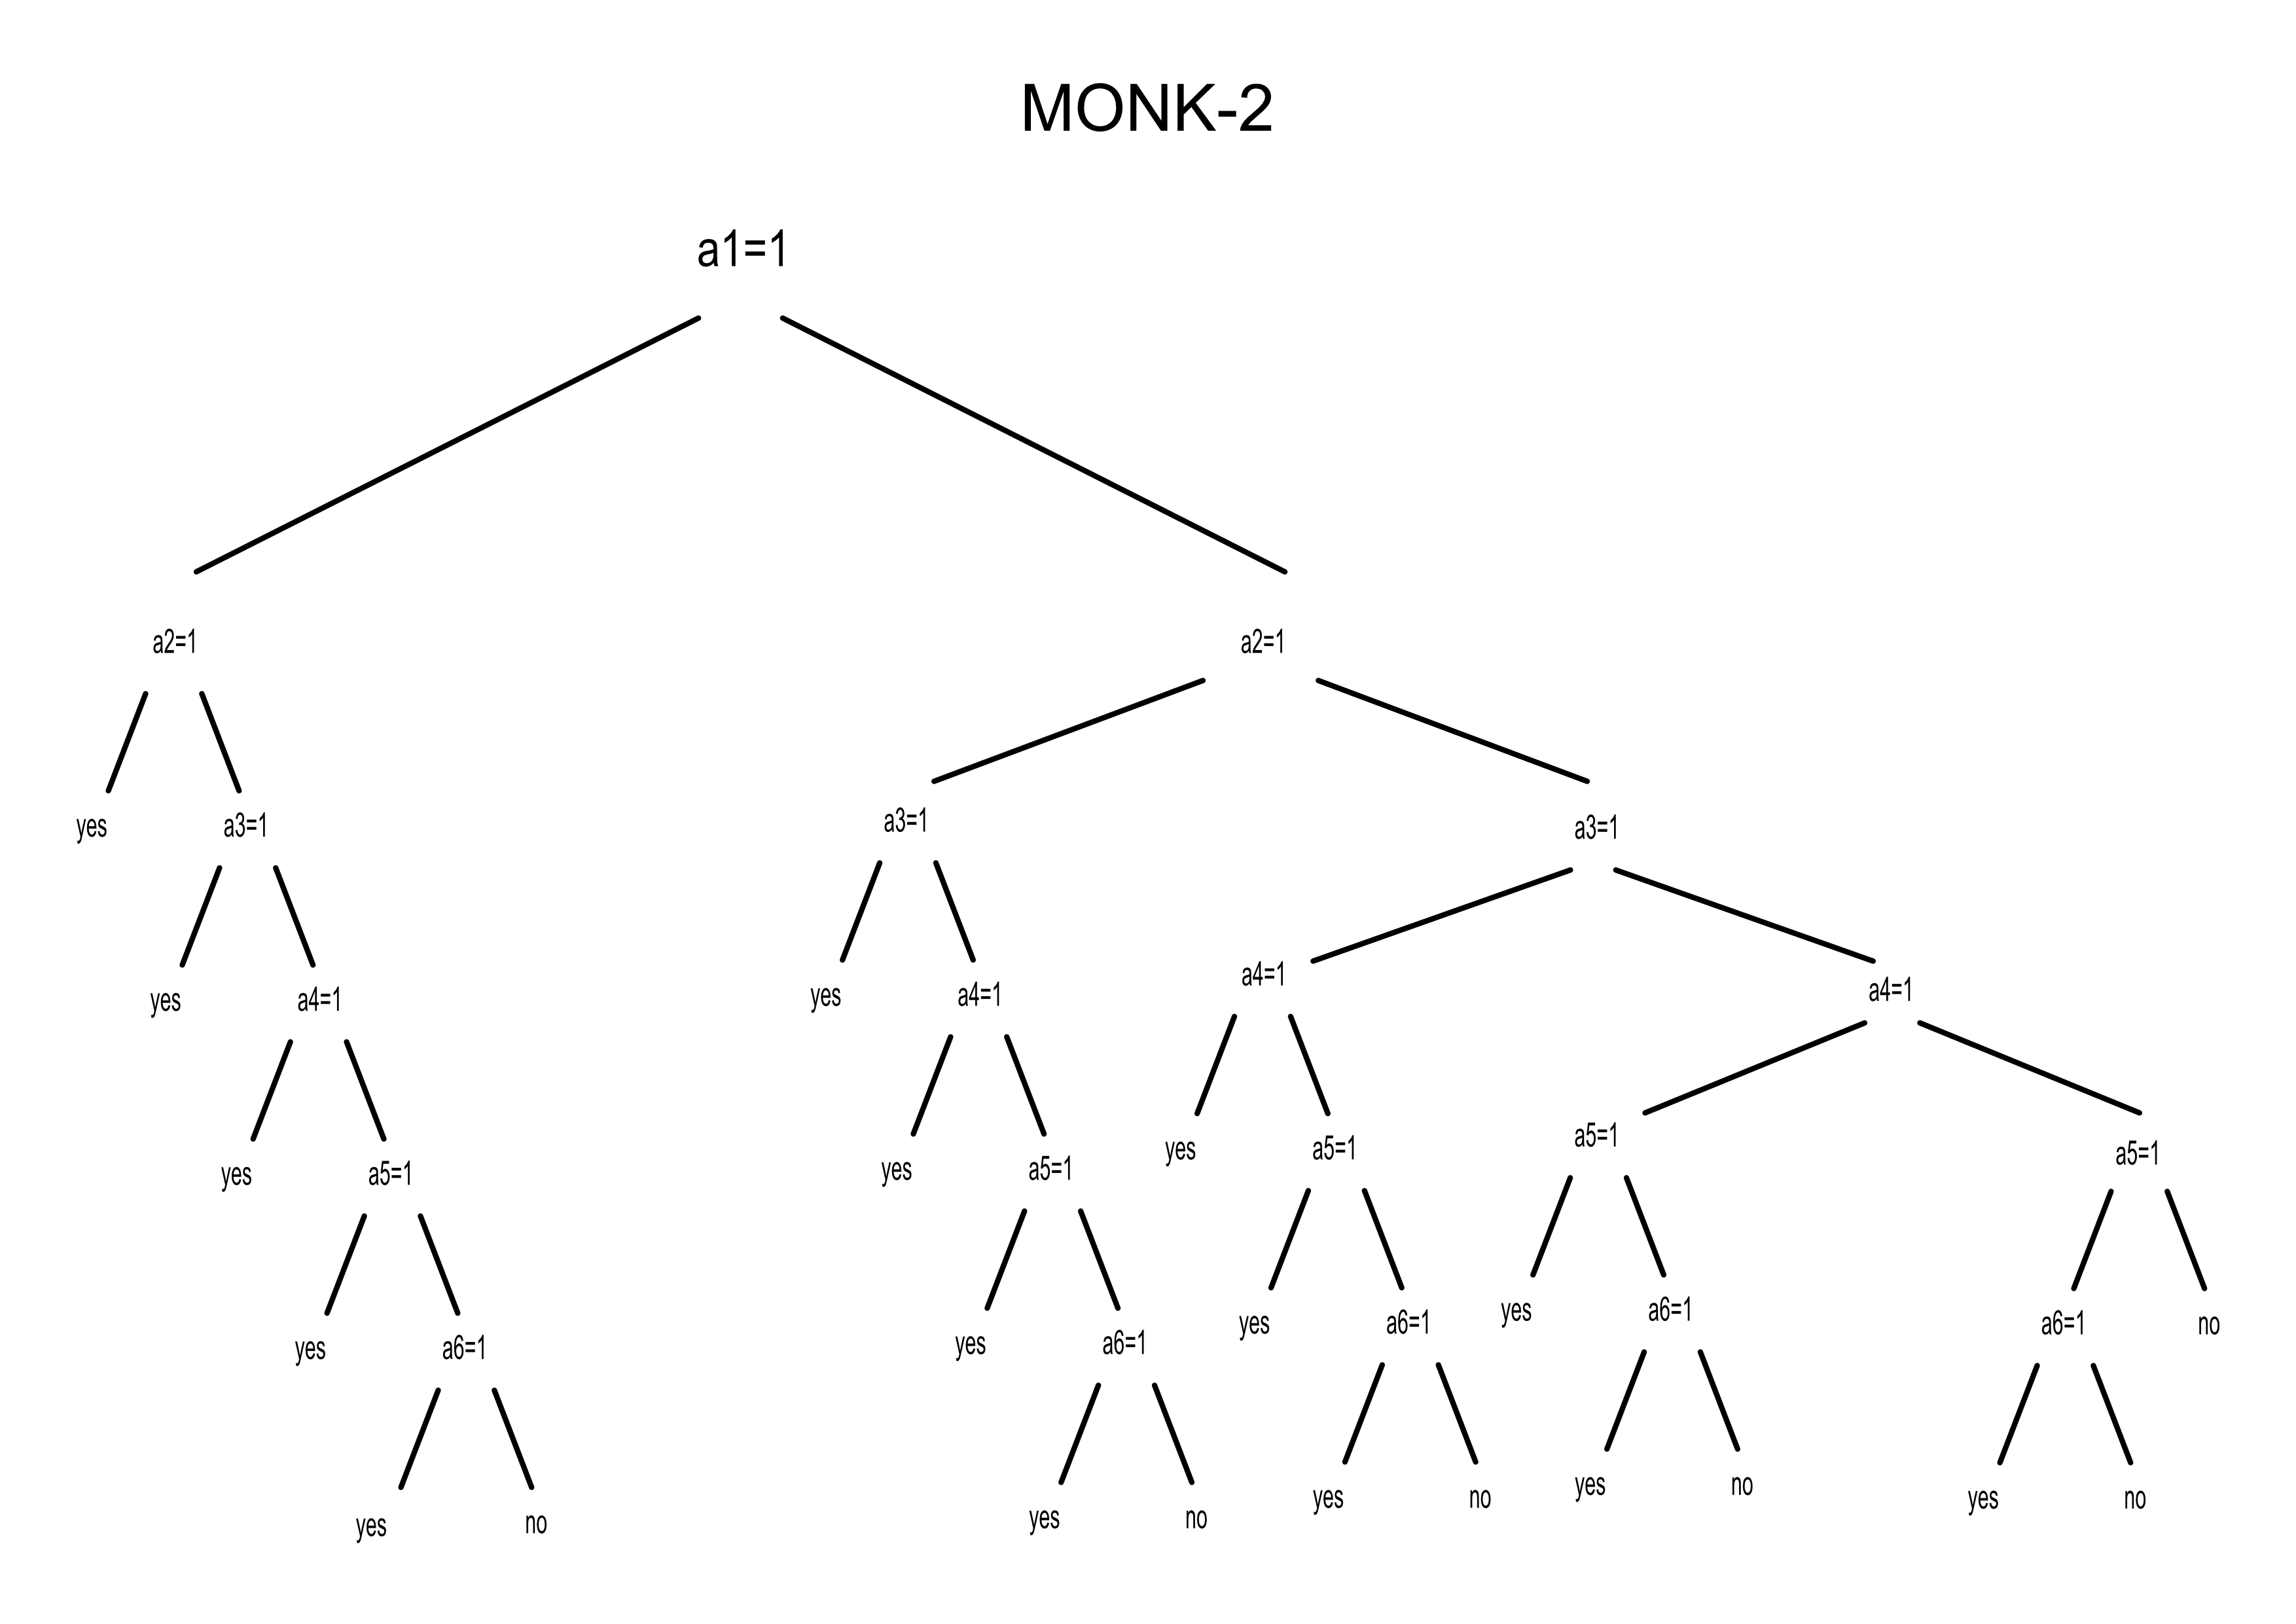 MONK-2
a1=1
a2=1
a2=1
a3=1
yes
a3=1
a3=1
a4=1
a4=1
yes
a4=1
yes
a4=1
a5=1
yes
a5=1
a5=1
yes
a5=1
yes
a5=1
yes
a6=1
yes
a6=1
a6=1
no
yes
a6=1
yes
a6=1
yes
no
yes
no
yes
no
yes
no
yes
no